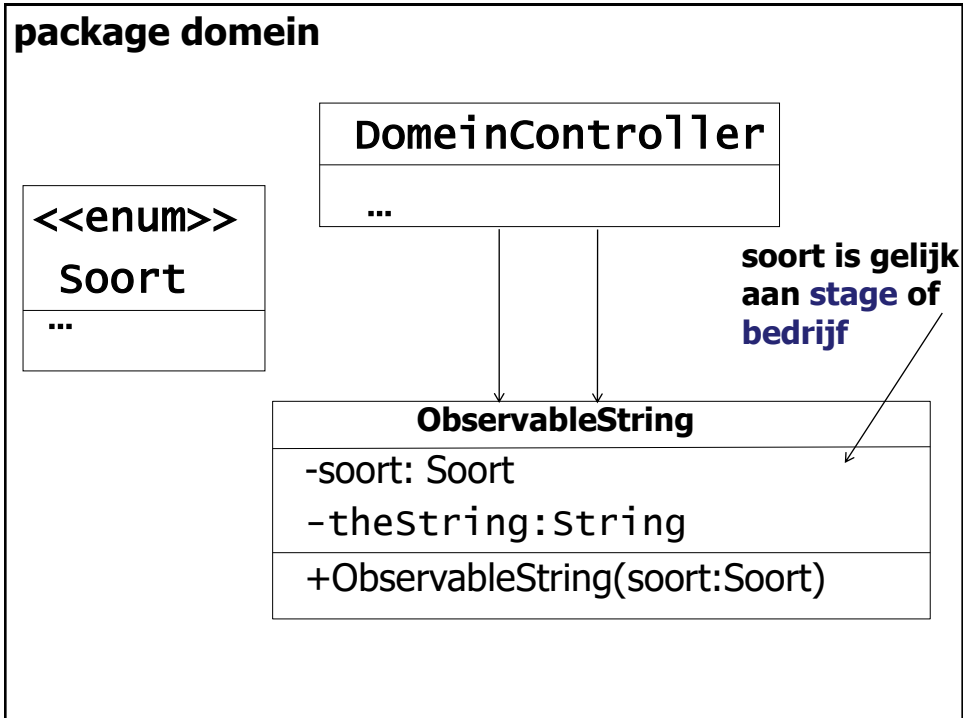 package domein
DomeinController
…
<<enum>>
Soort
…
soort is gelijk
aan stage of
bedrijf
ObservableString
-soort: Soort
-theString:String
+ObservableString(soort:Soort)